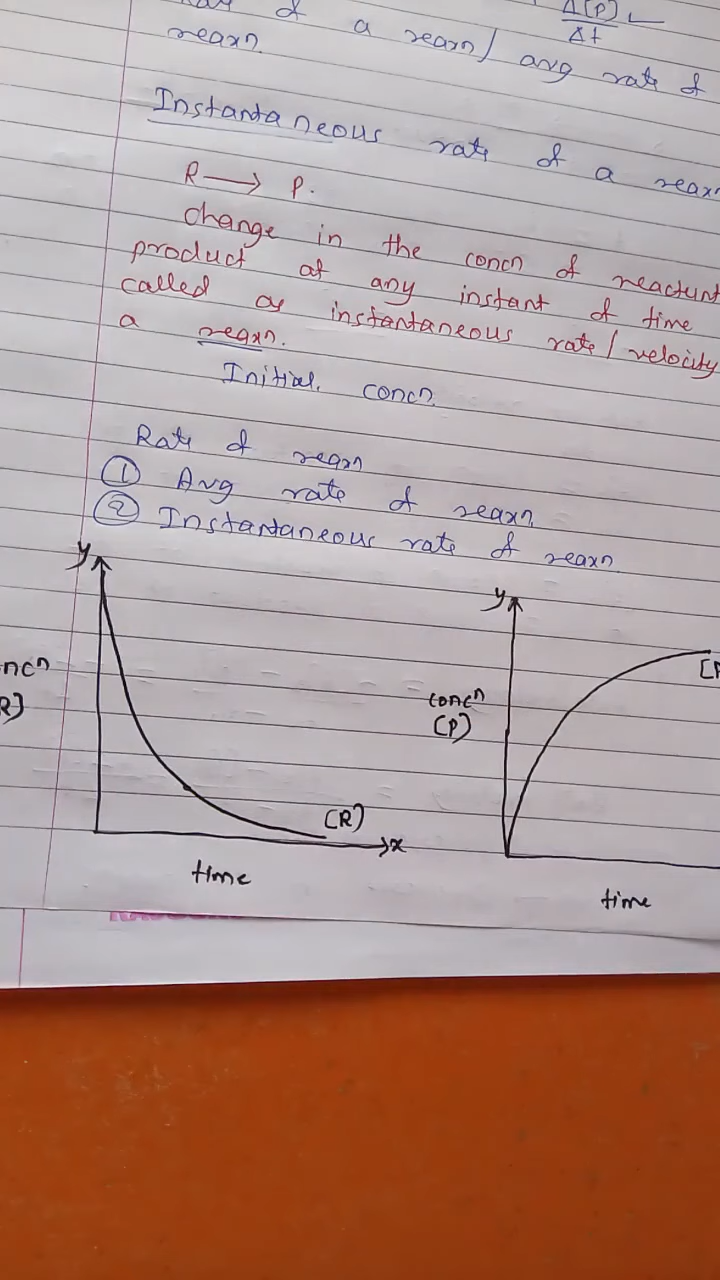 Δ[P]
Δt
of a reaxn/ avg rate of
reaxn.
Instantaneous rate of a reaxn
R → P.
change in the concn of reactant
product at any instant of time
called as instantaneous rate / velocity
a reaxn.
Initial concn.
Rate of reaxn
① Avg rate of reaxn.
② Instantaneous rate of reaxn.
y
y
ncn
R]
concn
[P]
[R]
x
time
time